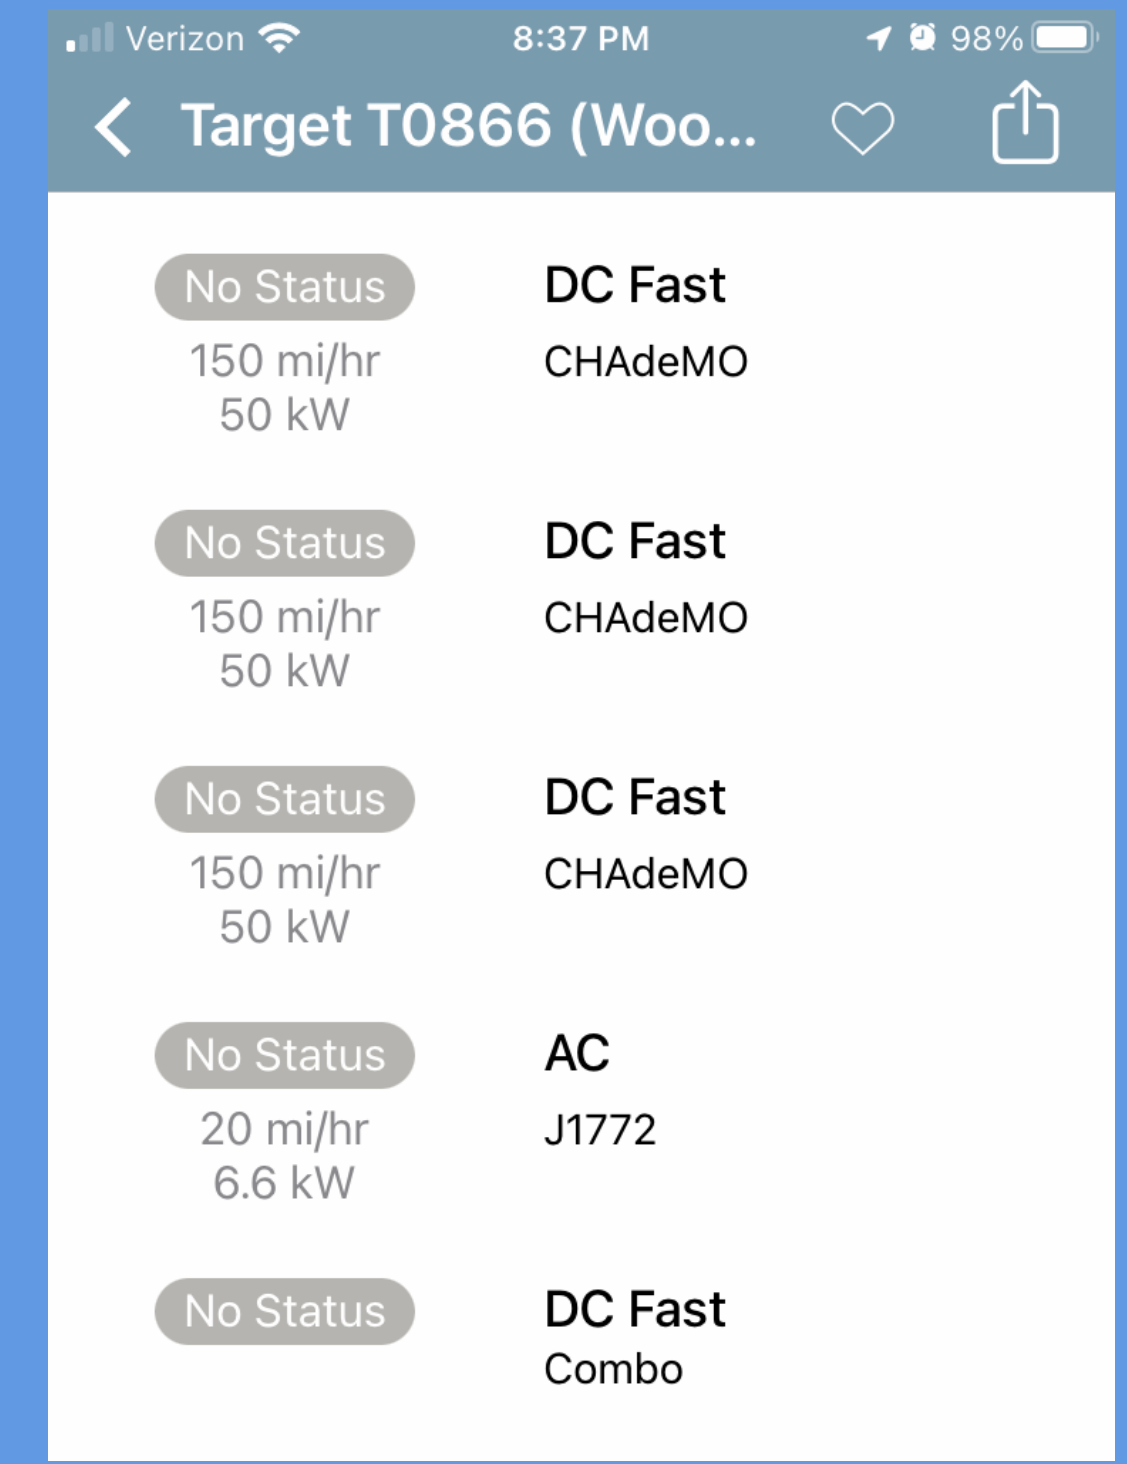 Verizon 8:37 PM 98%
Target T0866 (Woo...
No Status DC Fast
150 mi/hr CHAdeMO
50 kW
No Status DC Fast
150 mi/hr CHAdeMO
50 kW
No Status DC Fast
150 mi/hr CHAdeMO
50 kW
No Status AC
20 mi/hr J1772
6.6 kW
No Status DC Fast
Combo